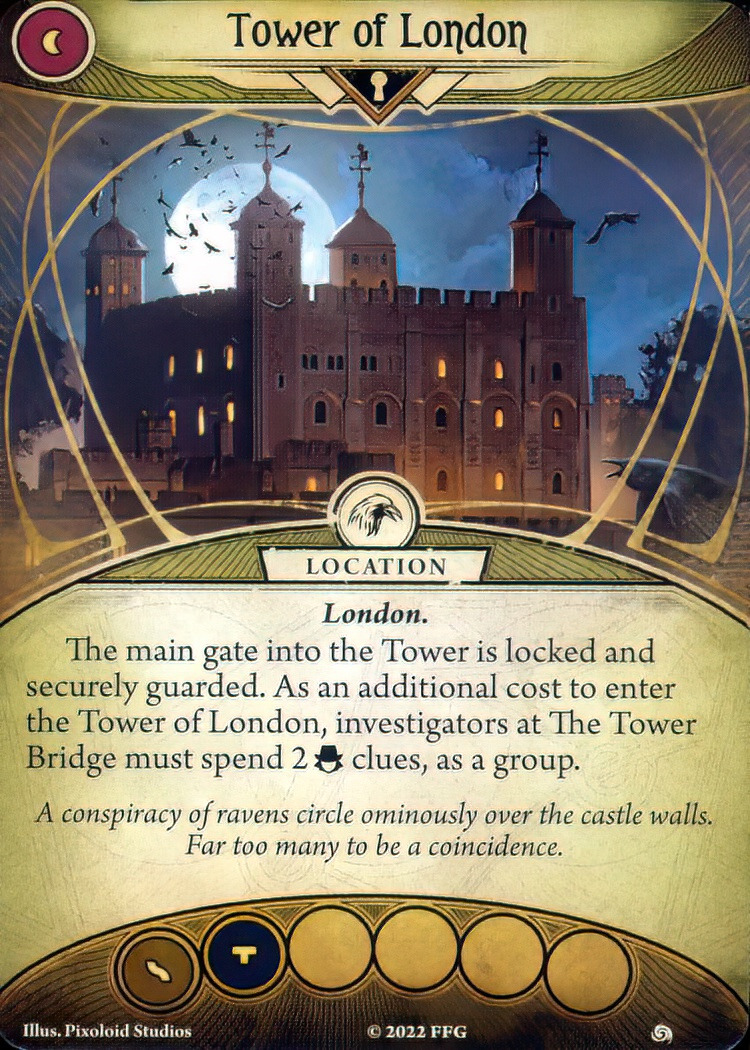 Tower of London
LOCATION
London.
The main gate into the Tower is locked and
securely guarded. As an additional cost to enter
the Tower of London, investigators at The Tower
Bridge must spend 2 clues, as a group.
A conspiracy of ravens circle ominously over the castle walls.
Far too many to be a coincidence.
Illus. Pixoloid Studios
© 2022 FFG